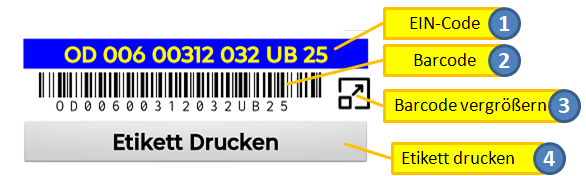 EIN-Code 1
OD 006 00312 032 UB 25
Barcode 2
OD00600312032UB25
Barcode vergrößern 3
Etikett Drucken
Etikett drucken 4